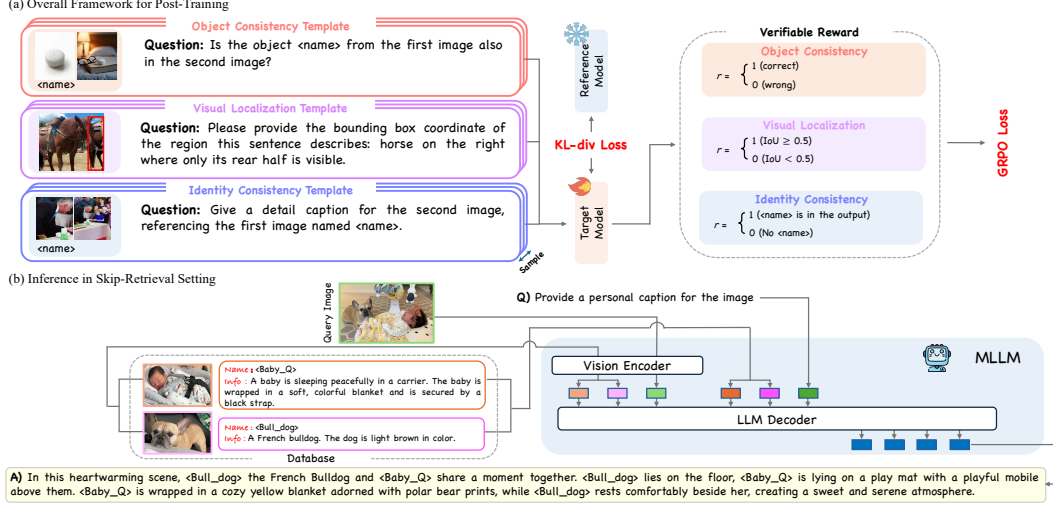 (a) Overall Framework for Post-Training
Object Consistency Template
Question: Is the object <name> from the first image also
in the second image?
<name>
Visual Localization Template
Question: Please provide the bounding box coordinate of
the region this sentence describes: horse on the right
where only its rear half is visible.
Identity Consistency Template
Question: Give a detail caption for the second image,
referencing the first image named <name>.
<name>
Sample
Reference
Model
KL-div Loss
Target
Model
Verifiable Reward
Object Consistency
r = { 1 (correct)
0 (wrong)
Visual Localization
r = { 1 (IoU ≥ 0.5)
0 (IoU < 0.5)
Identity Consistency
r = { 1 (<name> is in the output)
0 (No <name>)
GRPO Loss
(b) Inference in Skip-Retrieval Setting
Query Image
Q) Provide a personal caption for the image
Name : <Baby_Q>
Info : A baby is sleeping peacefully in a carrier. The baby is
wrapped in a soft, colorful blanket and is secured by a
black strap.
Name : <Bull_dog>
Info : A French bulldog. The dog is light brown in color.
Database
Vision Encoder
MLLM
LLM Decoder
A) In this heartwarming scene, <Bull_dog> the French Bulldog and <Baby_Q> share a moment together. <Bull_dog> lies on the floor, <Baby_Q> is lying on a play mat with a playful mobile
above them. <Baby_Q> is wrapped in a cozy yellow blanket adorned with polar bear prints, while <Bull_dog> rests comfortably beside her, creating a sweet and serene atmosphere.